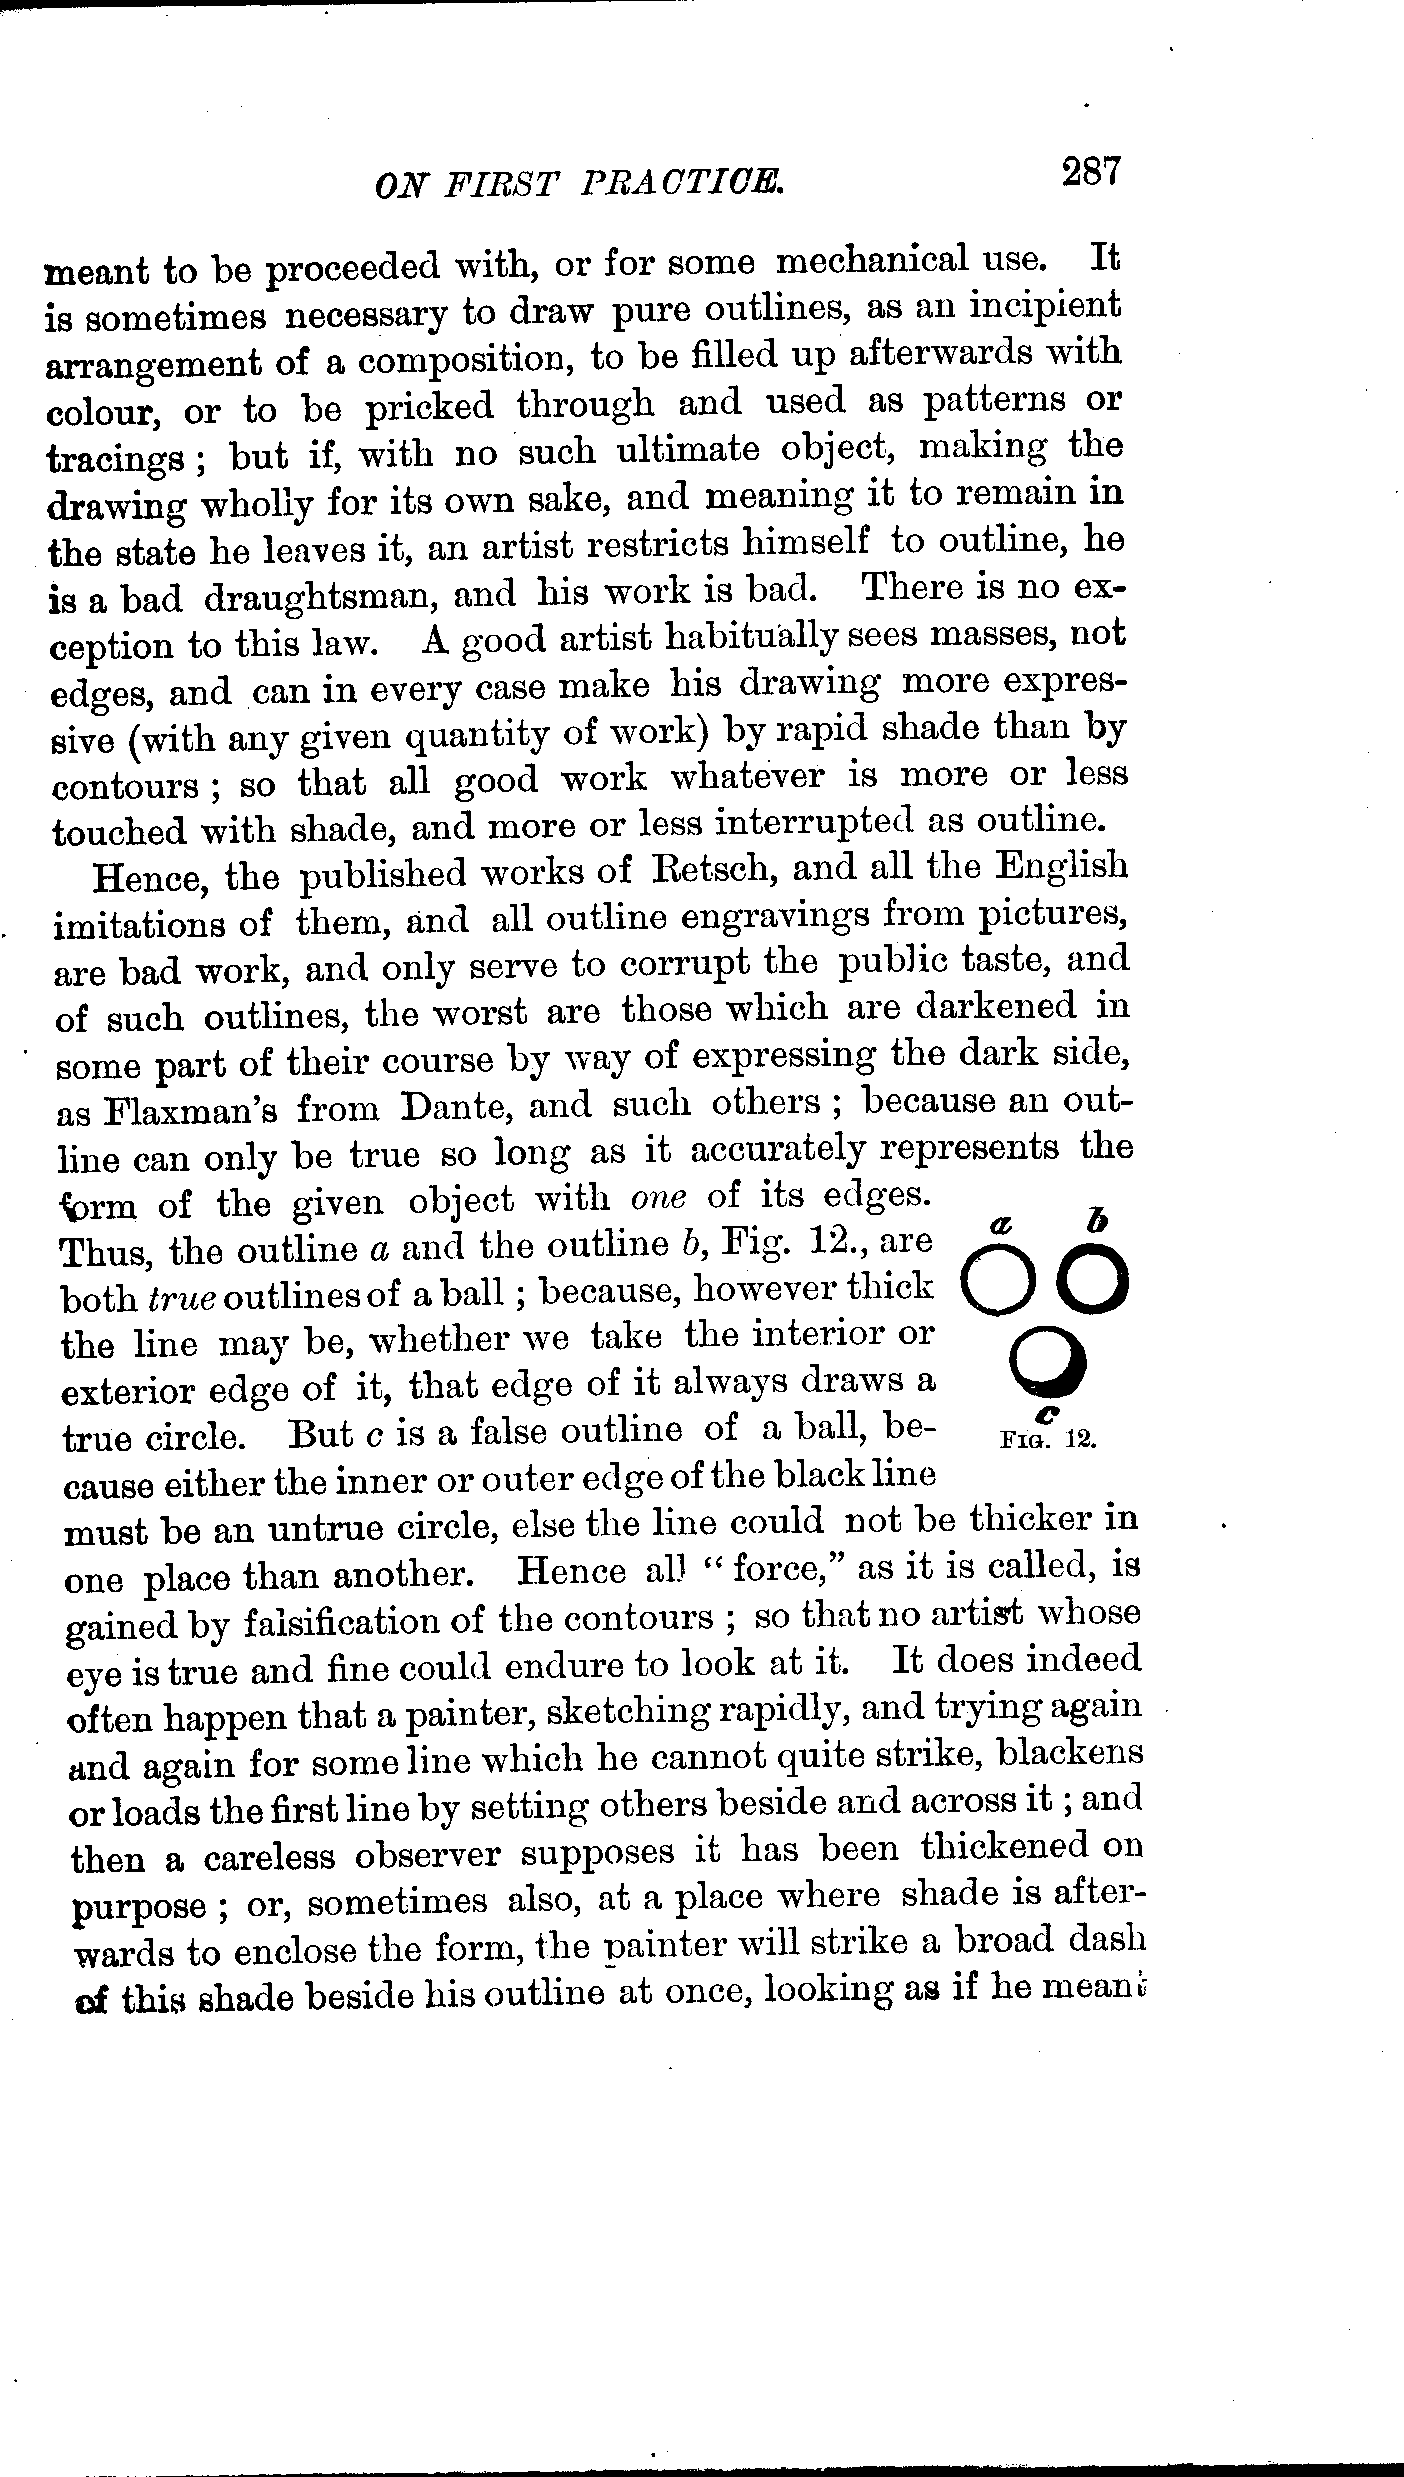 ON FIRST PRACTICE. 287
meant to be proceeded with, or for some mechanical use. It
is sometimes necessary to draw pure outlines, as an incipient
arrangement of a composition, to be filled up afterwards with
colour, or to be pricked through and used as patterns or
tracings ; but if, with no such ultimate object, making the
drawing wholly for its own sake, and meaning it to remain in
the state he leaves it, an artist restricts himself to outline, he
is a bad draughtsman, and his work is bad. There is no ex-
ception to this law. A good artist habitually sees masses, not
edges, and can in every case make his drawing more expres-
sive (with any given quantity of work) by rapid shade than by
contours ; so that all good work whatever is more or less
touched with shade, and more or less interrupted as outline.
Hence, the published works of Retsch, and all the English
imitations of them, and all outline engravings from pictures,
are bad work, and only serve to corrupt the public taste, and
of such outlines, the worst are those which are darkened in
some part of their course by way of expressing the dark side,
as Flaxman's from Dante, and such others ; because an out-
line can only be true so long as it accurately represents the
form of the given object with one of its edges.
Thus, the outline a and the outline b, Fig. 12., are
both true outlines of a ball ; because, however thick
the line may be, whether we take the interior or
exterior edge of it, that edge of it always draws a
true circle. But c is a false outline of a ball, be-
cause either the inner or outer edge of the black line
must be an untrue circle, else the line could not be thicker in
one place than another. Hence all “ force,” as it is called, is
gained by falsification of the contours ; so that no artist whose
eye is true and fine could endure to look at it. It does indeed
often happen that a painter, sketching rapidly, and trying again
and again for some line which he cannot quite strike, blackens
or loads the first line by setting others beside and across it ; and
then a careless observer supposes it has been thickened on
purpose ; or, sometimes also, at a place where shade is after-
wards to enclose the form, the painter will strike a broad dash
of this shade beside his outline at once, looking as if he meant
a b
c
FIG. 12.